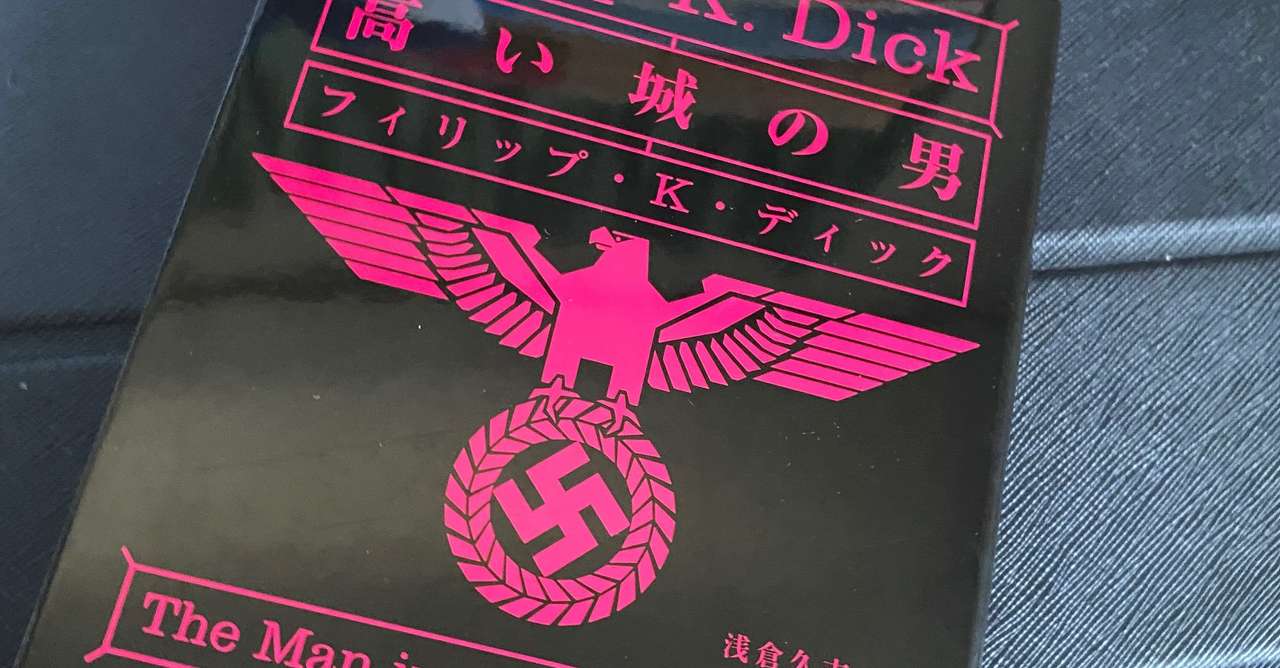 K. Dick
高い城の男
フィリップ・K・ディック
The Man
浅倉久